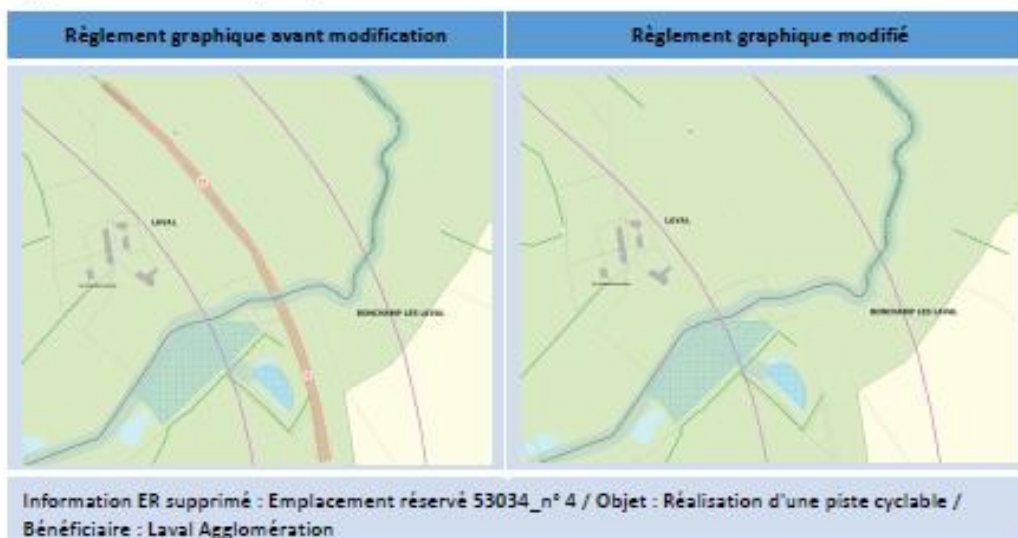 Règlement graphique avant modification
Règlement graphique modifié
LAVAL
BONCHAMP LES LAVAL
LAVAL
BONCHAMP LES LAVAL
Information ER supprimé : Emplacement réservé 53034_n° 4 / Objet : Réalisation d'une piste cyclable /
Bénéficiaire : Laval Agglomération